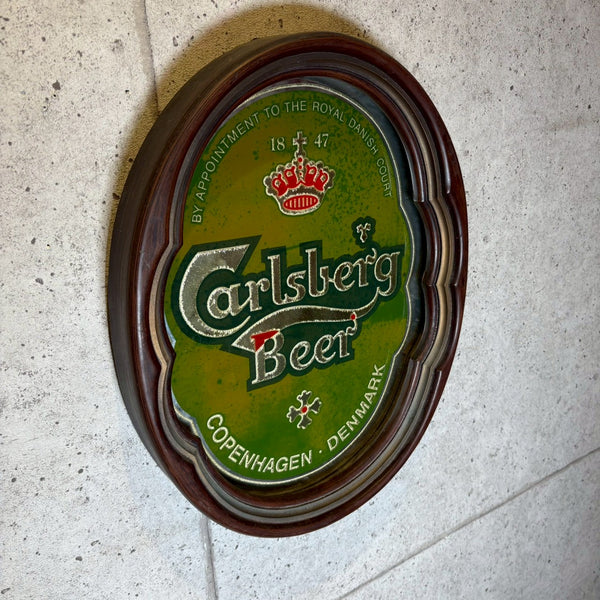 BY APPOINTMENT TO THE ROYAL DANISH COURT
18 47
Carlsberg
Beer
COPENHAGEN · DENMARK